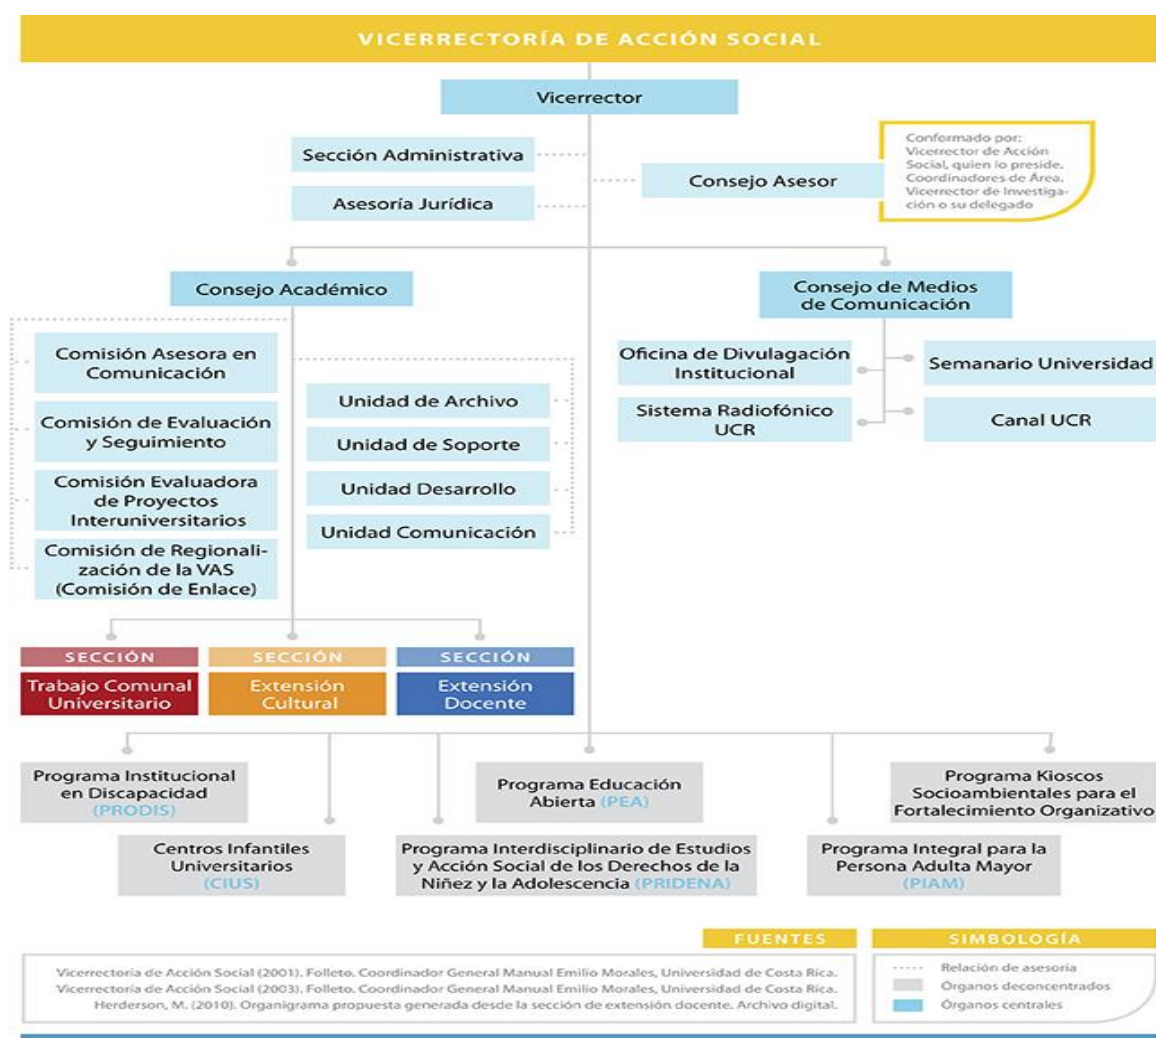 VICERRECTORÍA DE ACCIÓN SOCIAL
Vicerrector
Sección Administrativa
Asesoría Jurídica
Consejo Asesor
Conformado por:
Vicerrector de Acción
Social, quien lo preside.
Coordinadores de Área.
Vicerrector de Investiga-
ción o su delegado
Consejo Académico
Consejo de Medios
de Comunicación
Comisión Asesora en
Comunicación
Comisión de Evaluación
y Seguimiento
Comisión Evaluadora
de Proyectos
Interuniversitarios
Comisión de Regionali-
zación de la VAS
(Comisión de Enlace)
Unidad de Archivo
Unidad de Soporte
Unidad Desarrollo
Unidad Comunicación
Oficina de Divulagación
Institucional
Semanario Universidad
Sistema Radiofónico
UCR
Canal UCR
SECCIÓN
Trabajo Comunal
Universitario
SECCIÓN
Extensión
Cultural
SECCIÓN
Extensión
Docente
Programa Institucional
en Discapacidad
(PRODIS)
Programa Educación
Abierta (PEA)
Programa Kioscos
Socioambientales para el
Fortalecimiento Organizativo
Centros Infantiles
Universitarios
(CIUS)
Programa Interdisciplinario de Estudios
y Acción Social de los Derechos de la
Niñez y la Adolescencia (PRIDENA)
Programa Integral para la
Persona Adulta Mayor
(PIAM)
FUENTES
Vicerrectoría de Acción Social (2001). Folleto. Coordinador General Manual Emilio Morales, Universidad de Costa Rica.
Vicerrectoría de Acción Social (2003). Folleto. Coordinador General Manual Emilio Morales, Universidad de Costa Rica.
Herderson, M. (2010). Organigrama propuesta generada desde la sección de extensión docente. Archivo digital.
SIMBOLOGÍA
Relación de asesoria
Órganos deconcentrados
Órganos centrales